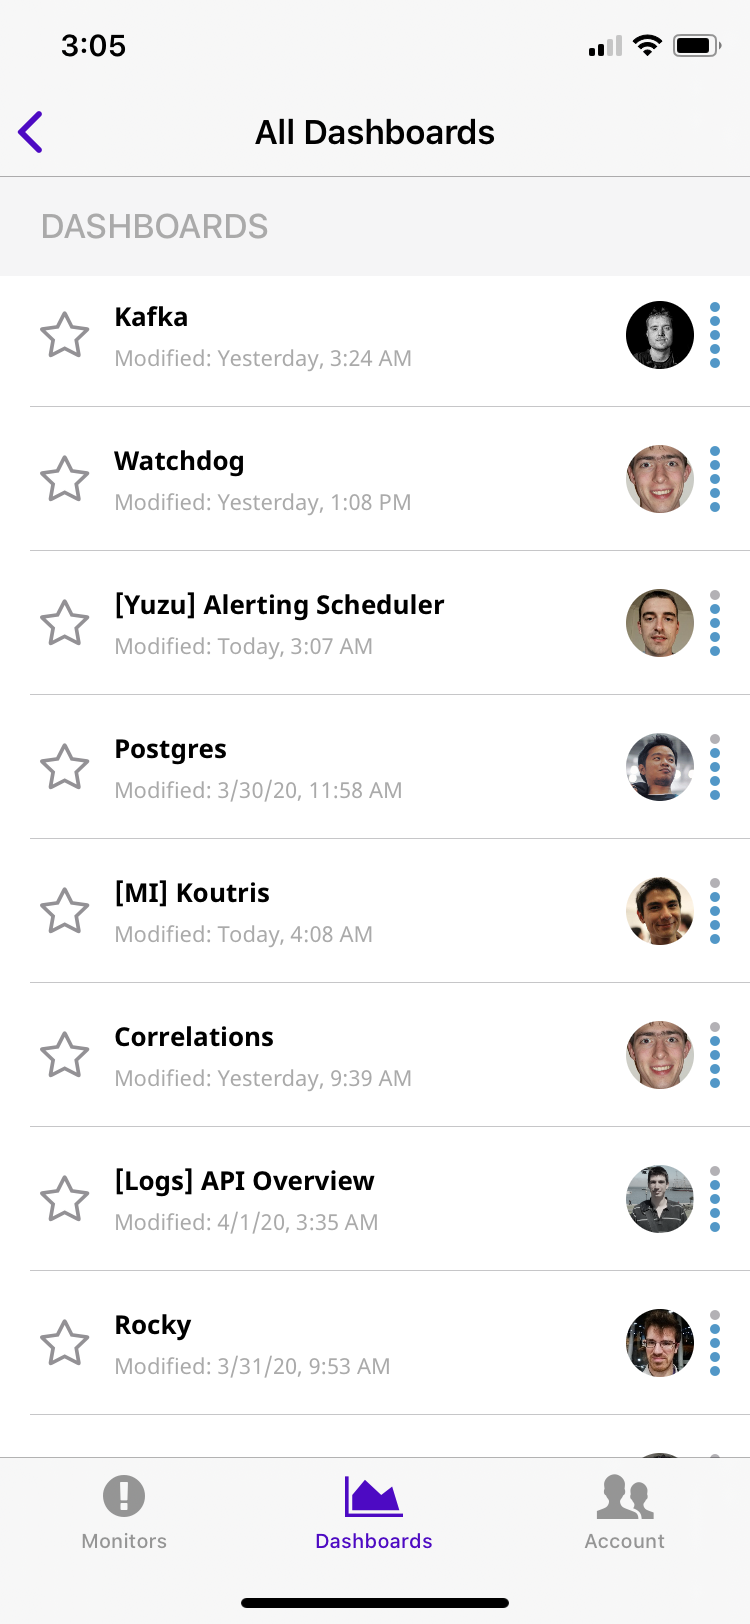 3:05
All Dashboards
DASHBOARDS
Kafka
Modified: Yesterday, 3:24 AM
Watchdog
Modified: Yesterday, 1:08 PM
[Yuzu] Alerting Scheduler
Modified: Today, 3:07 AM
Postgres
Modified: 3/30/20, 11:58 AM
[MI] Koutris
Modified: Today, 4:08 AM
Correlations
Modified: Yesterday, 9:39 AM
[Logs] API Overview
Modified: 4/1/20, 3:35 AM
Rocky
Modified: 3/31/20, 9:53 AM
Monitors
Dashboards
Account